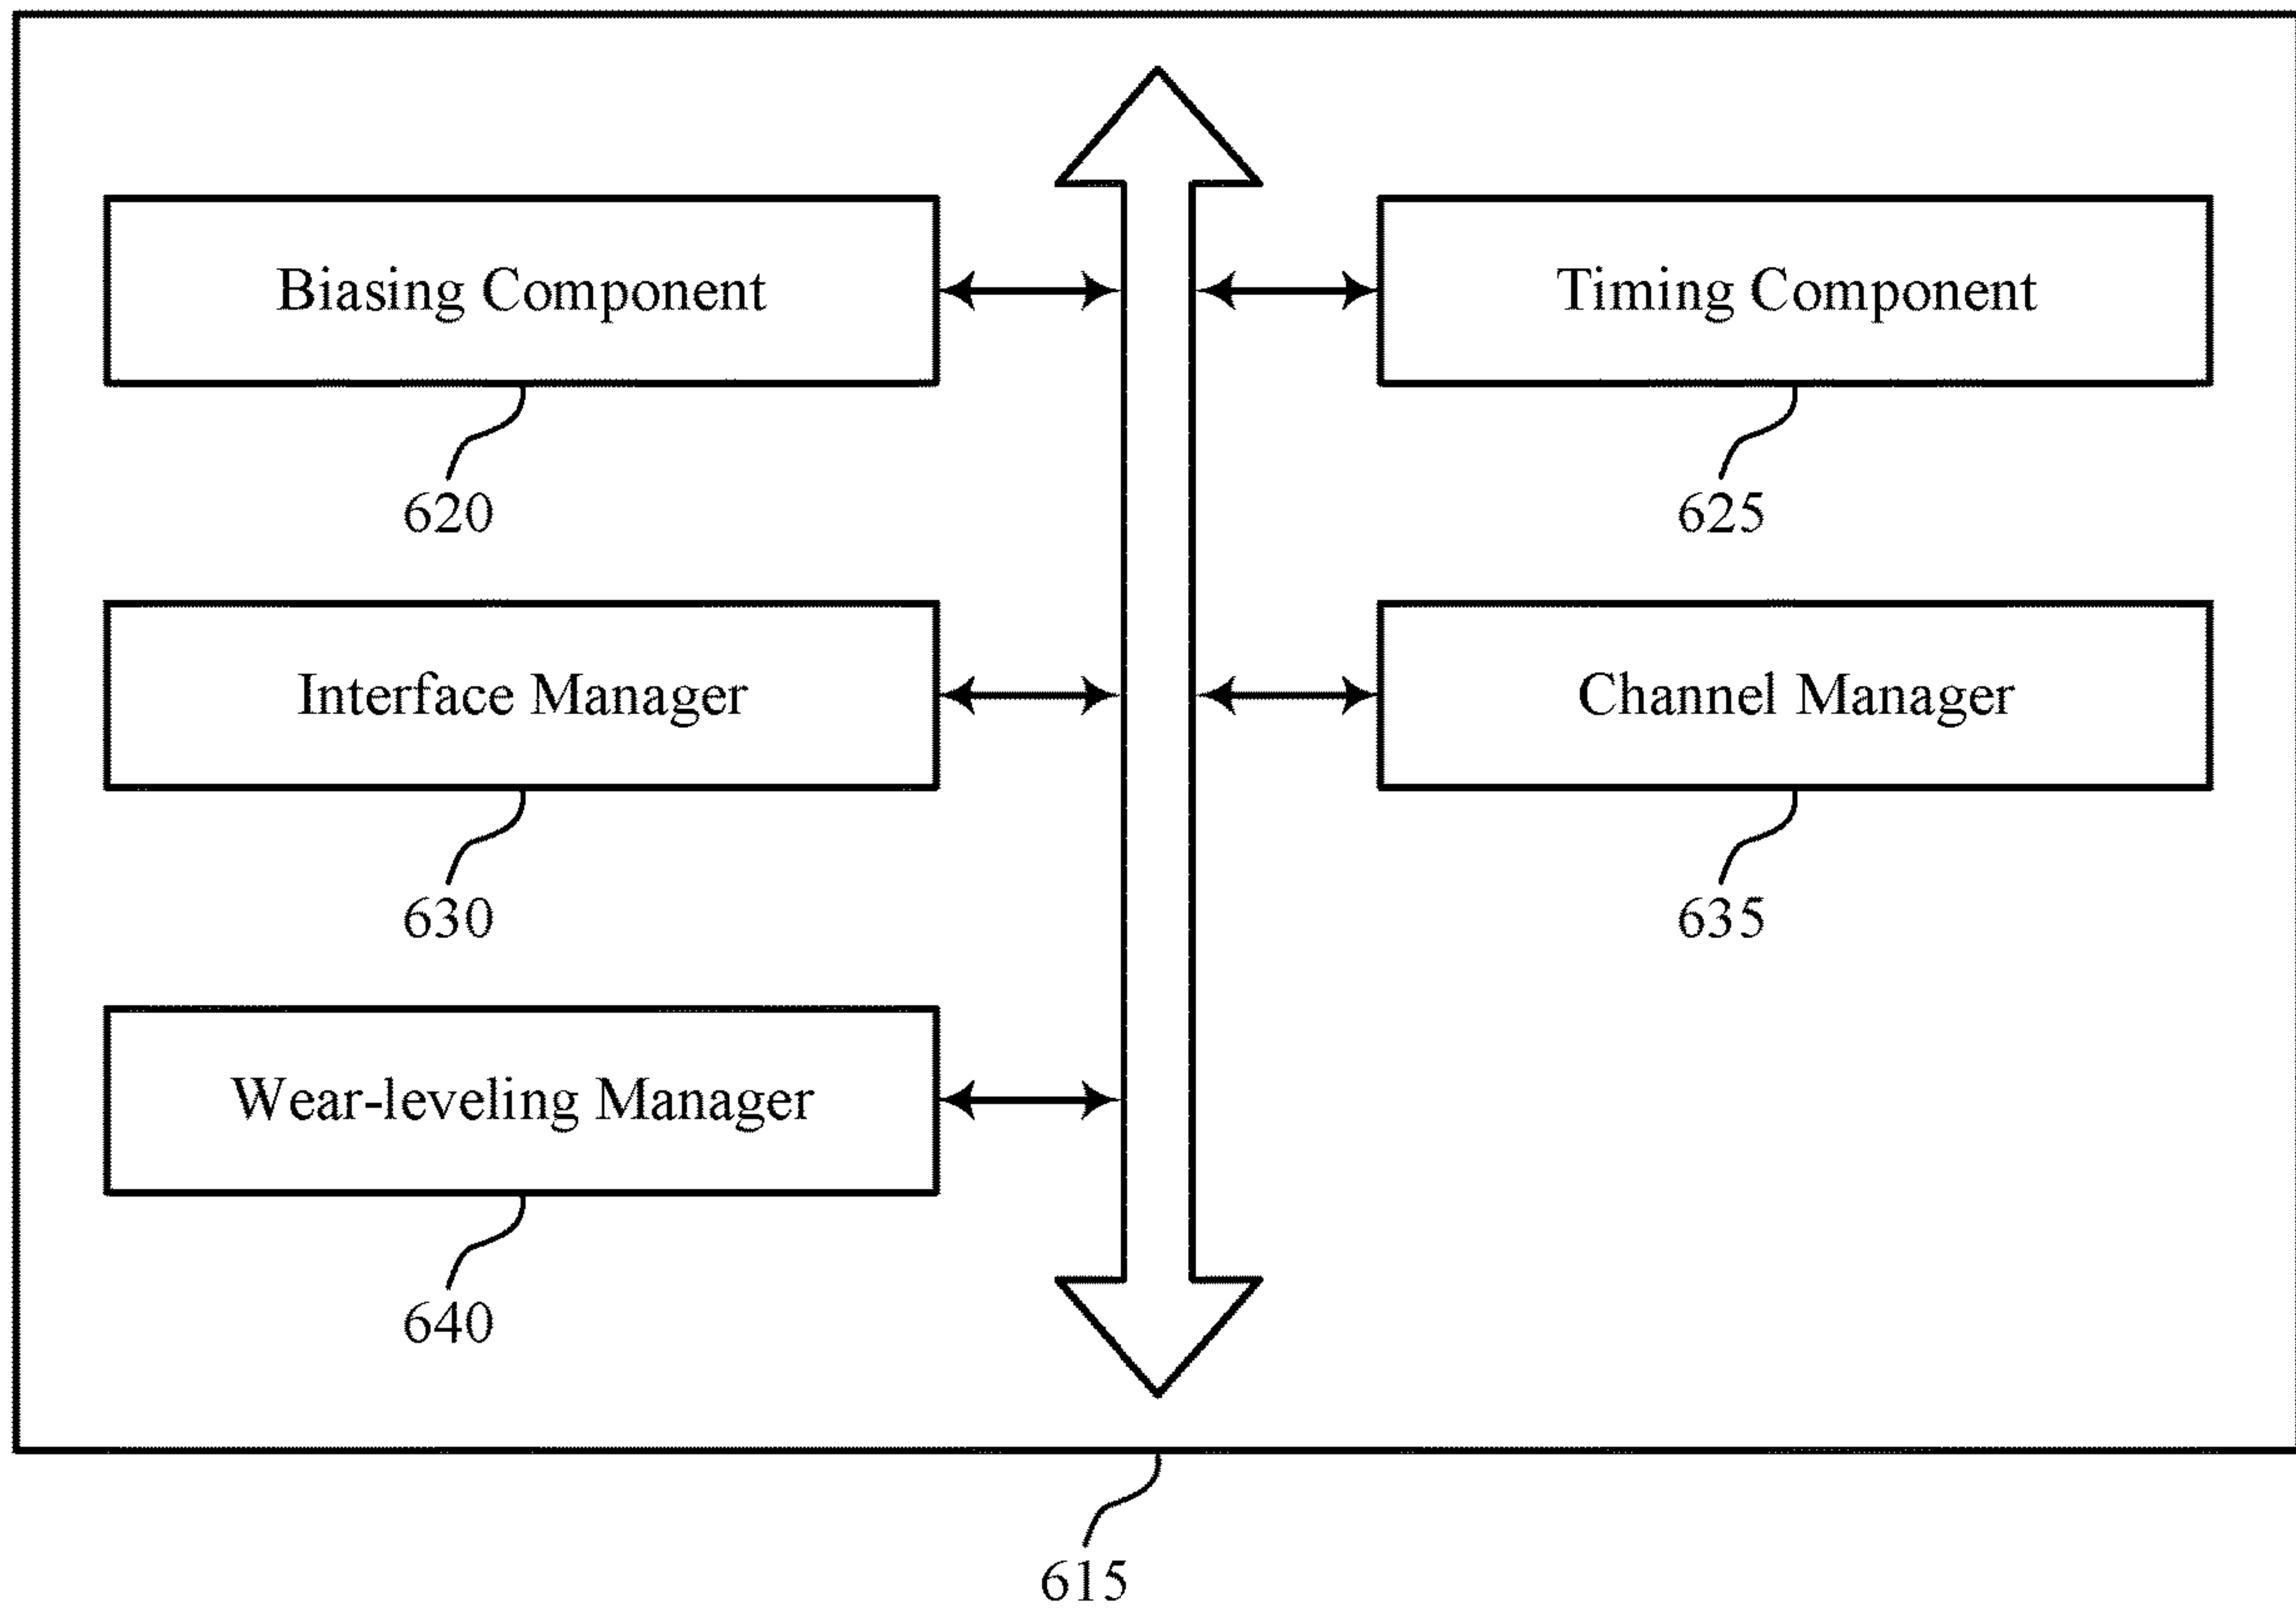 Biasing Component
Timing Component
620
625
Interface Manager
Channel Manager
630
635
Wear-leveling Manager
640
615